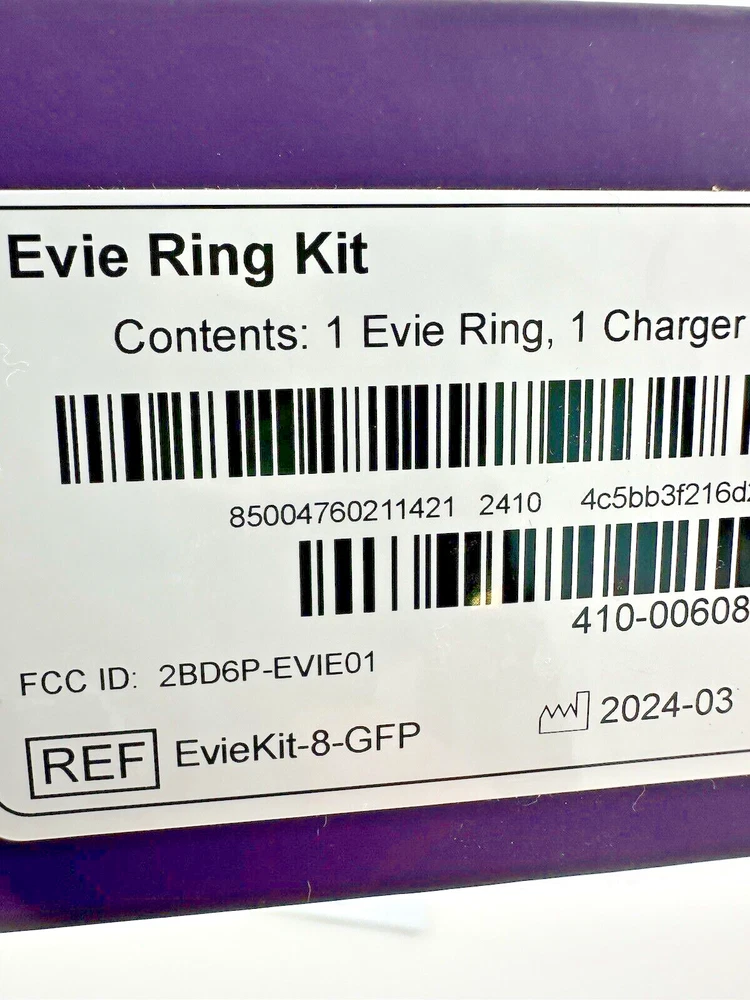 Evie Ring Kit
Contents: 1 Evie Ring, 1 Charger
85004760211421 2410 4c5bb3f216d
410-00608
FCC ID: 2BD6P-EVIE01
2024-03
REF EvieKit-8-GFP